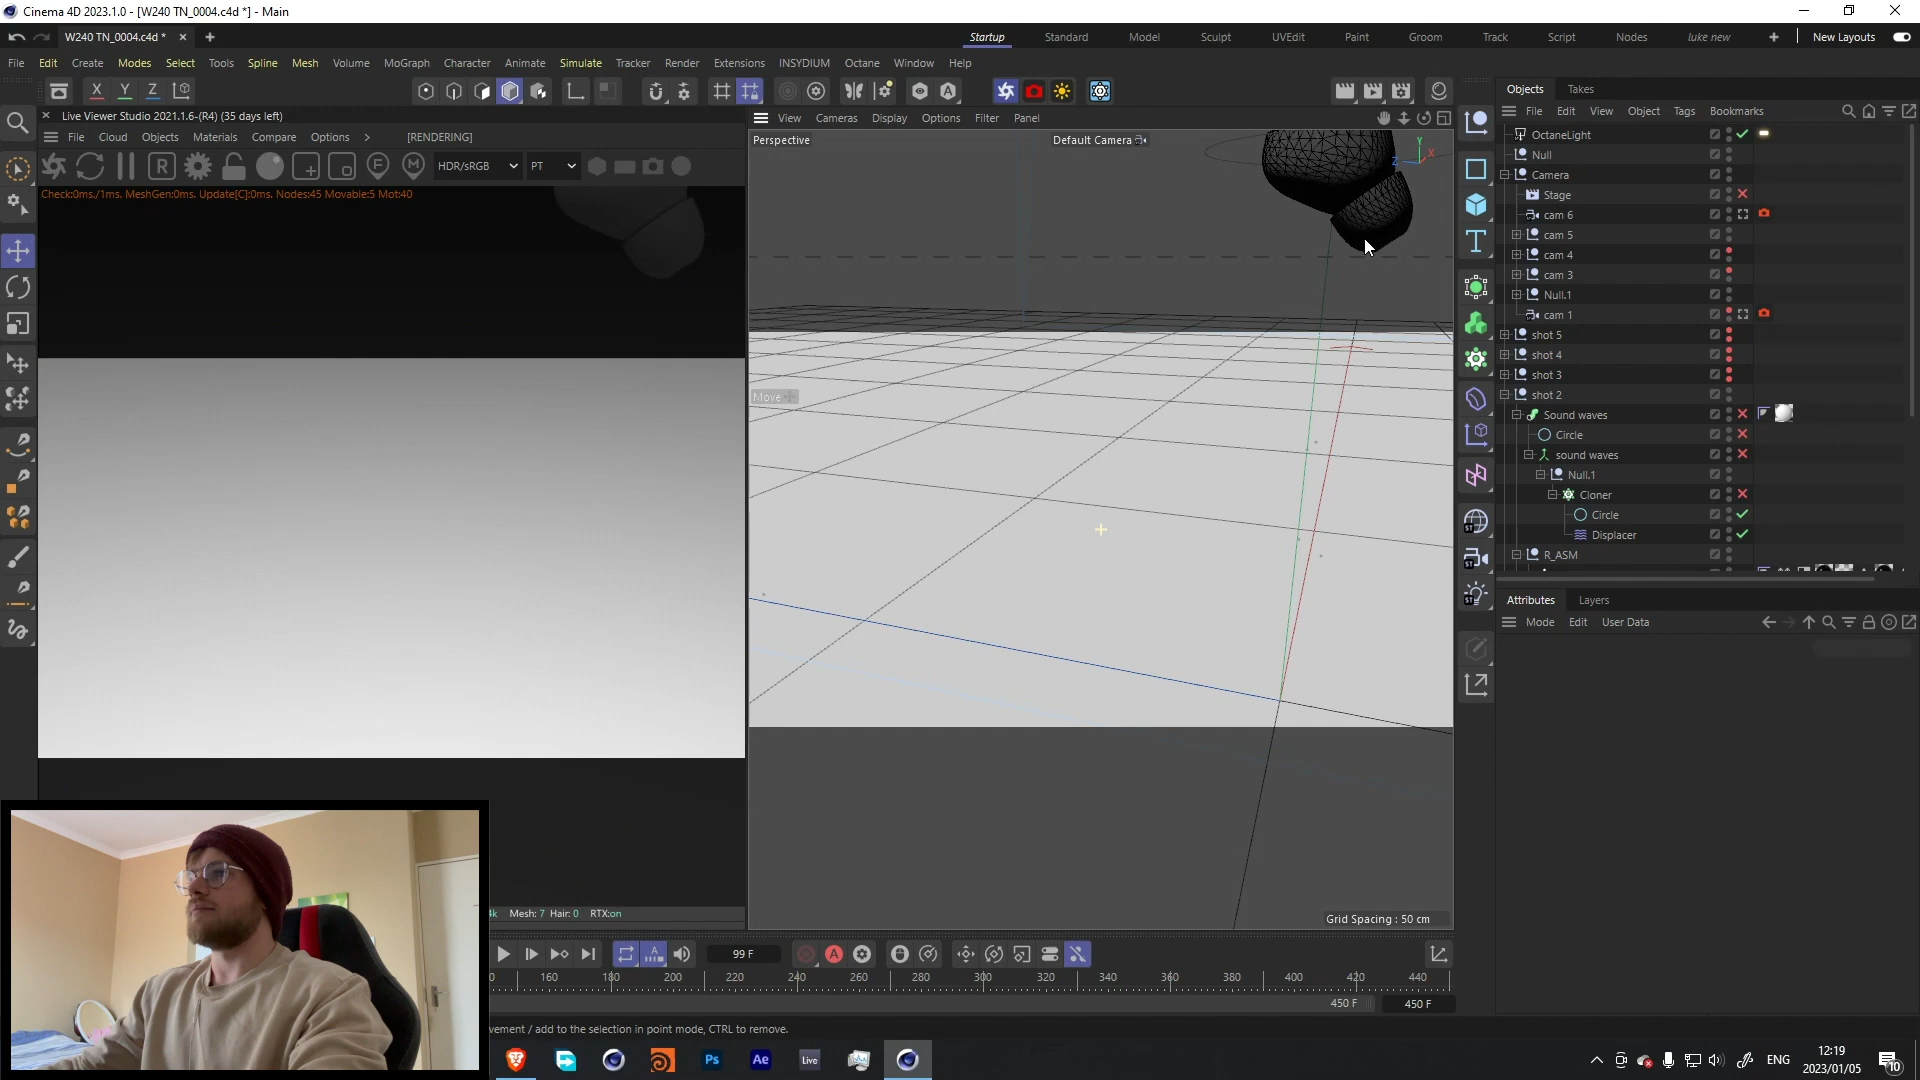 Cinema 4D 2023.1.0 - [W240 TN_0004.c4d *] - Main
W240 TN_0004.c4d *
Startup Standard Model Sculpt UVEdit Paint Groom Track Script Nodes luke new New Layouts
File Edit Create Modes Select Tools Spline Mesh Volume MoGraph Character Animate Simulate Tracker Render Extensions INSYDIUM Octane Window Help
X Y Z
Live Viewer Studio 2021.1.6-(R4) (35 days left)
File Cloud Objects Materials Compare Options > [RENDERING]
HDR/sRGB PT
Check:0ms./1ms. MeshGen:0ms. Update[C]:0ms. Nodes:45 Movable:5 Mot:40
View Cameras Display Options Filter Panel
Perspective
Default Camera
Y
X
Z
Move
Grid Spacing : 50 cm
Objects Takes
File Edit View Object Tags Bookmarks
OctaneLight
Null
Camera
Stage
cam 6
cam 5
cam 4
cam 3
Null.1
cam 1
shot 5
shot 4
shot 3
shot 2
Sound waves
Circle
sound waves
Null.1
Cloner
Circle
Displacer
R_ASM
Attributes Layers
Mode Edit User Data
Mesh: 7 Hair: 0 RTX:on
99 F
160 180 200 220 240 260 280 300 320 340 360 380 400 420 440
450 F 450 F
vement / add to the selection in point mode, CTRL to remove.
Ps Ae Live
ENG
12:19
2023/01/05
10